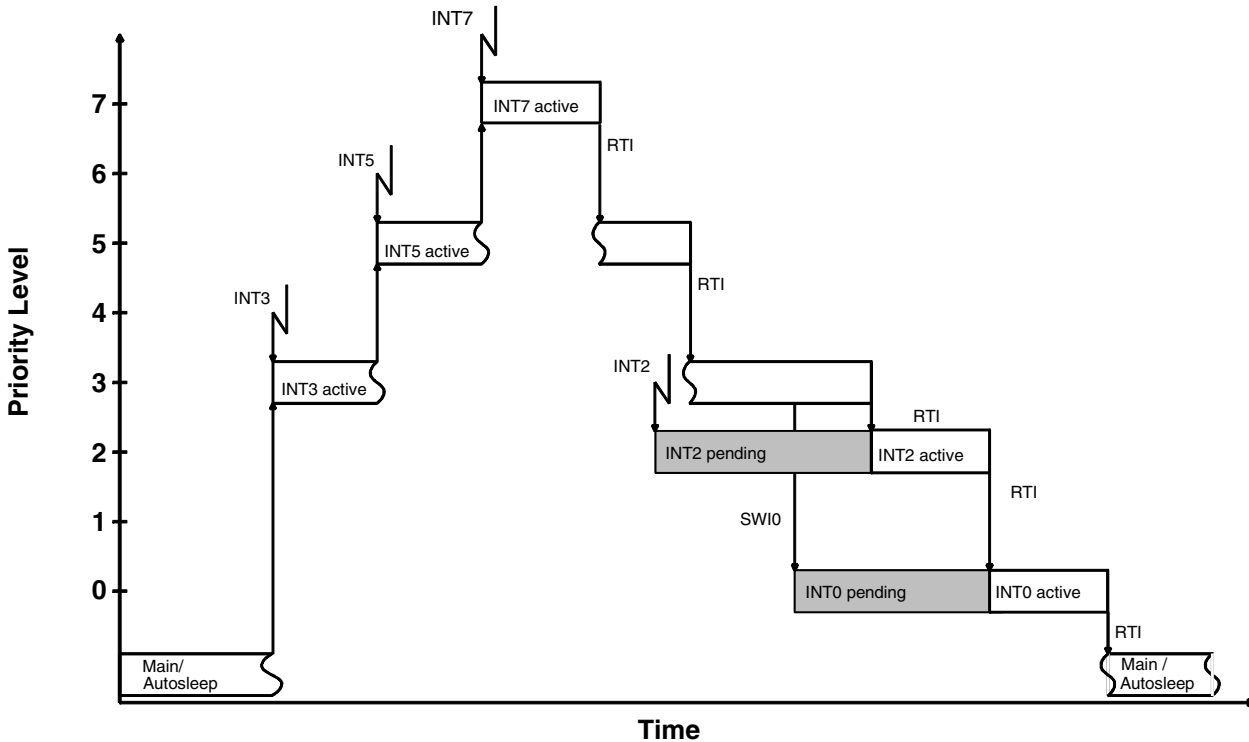 INT7
7
INT7 active
RTI
INT5
6
5
INT5 active
RTI
INT3
4
INT2
3
INT3 active
RTI
2
INT2 pending
INT2 active
RTI
1
SWI0
0
INT0 pending
INT0 active
RTI
Main/
Autosleep
Main /
Autosleep
Priority Level
Time